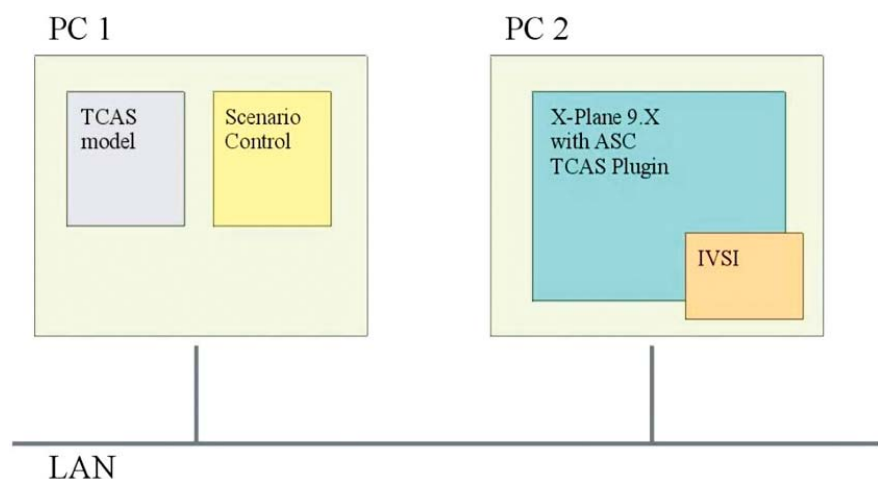 PC 1
PC 2
TCAS
model
Scenario
Control
X-Plane 9.X
with ASC
TCAS Plugin
IVSI
LAN